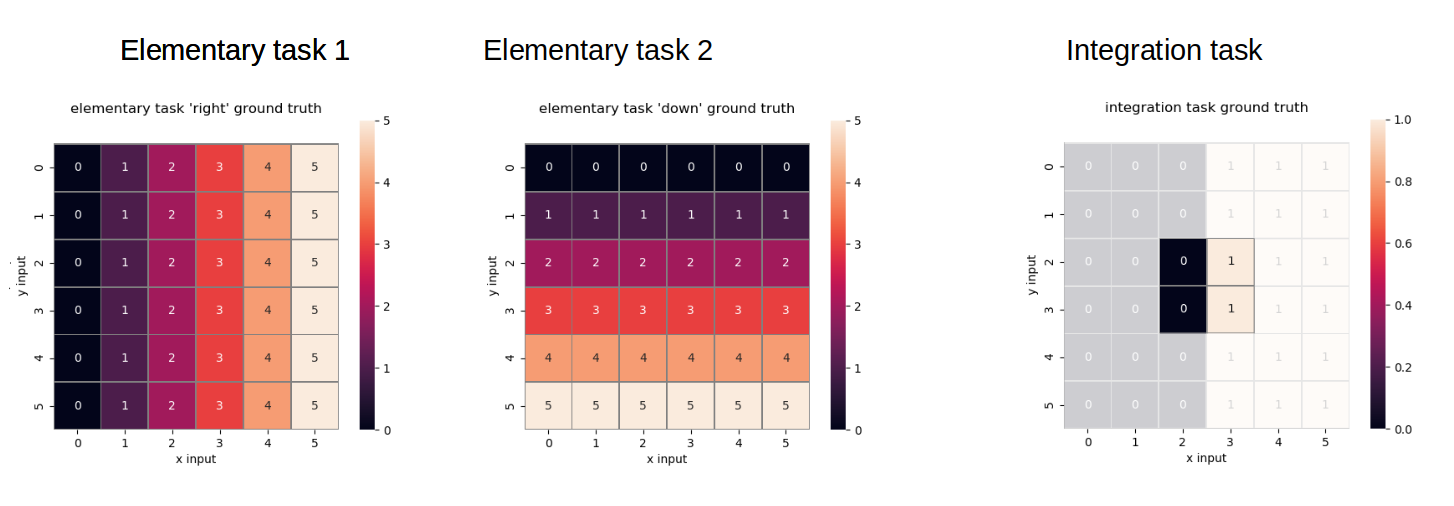 Elementary task 1
Elementary task 2
Integration task
elementary task 'right' ground truth
0 0 1 2 3 4 5
1 0 1 2 3 4 5
2 0 1 2 3 4 5
3 0 1 2 3 4 5
4 0 1 2 3 4 5
5 0 1 2 3 4 5
0 1 2 3 4 5
x input
y input
5
4
3
2
1
0
elementary task 'down' ground truth
0 0 0 0 0 0 0
1 1 1 1 1 1 1
2 2 2 2 2 2 2
3 3 3 3 3 3 3
4 4 4 4 4 4 4
5 5 5 5 5 5 5
0 1 2 3 4 5
x input
y input
5
4
3
2
1
0
integration task ground truth
0 0 0 0 1 1 1
1 0 0 0 1 1 1
2 0 0 0 1 1 1
3 0 0 0 1 1 1
4 0 0 0 1 1 1
5 0 0 0 1 1 1
0 1 2 3 4 5
x input
y input
1.0
0.8
0.6
0.4
0.2
0.0